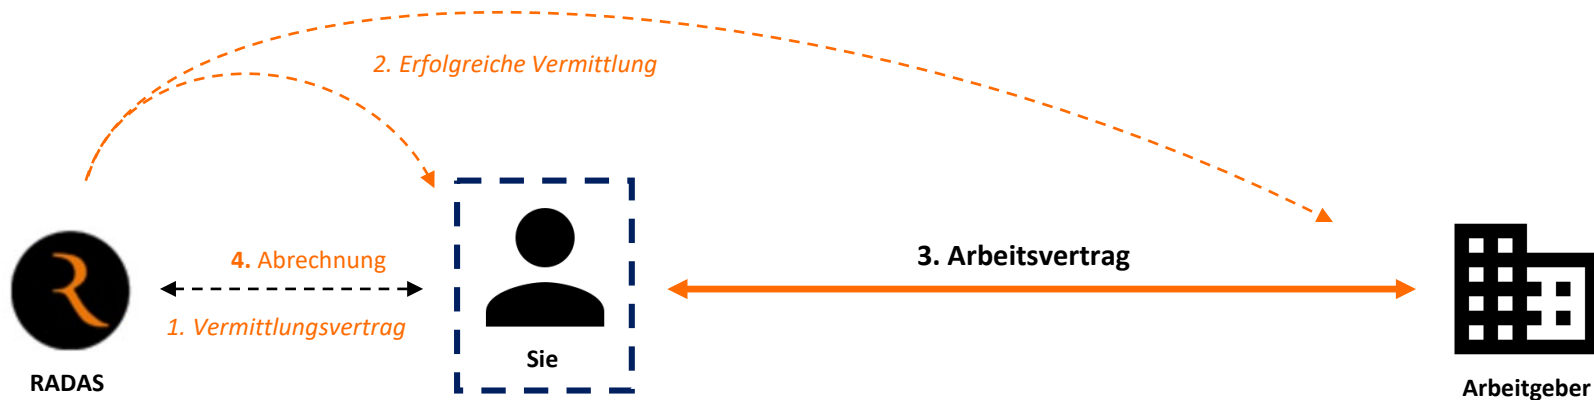 2. Erfolgreiche Vermittlung
4. Abrechnung
3. Arbeitsvertrag
1. Vermittlungsvertrag
R
Sie
RADAS
Arbeitgeber